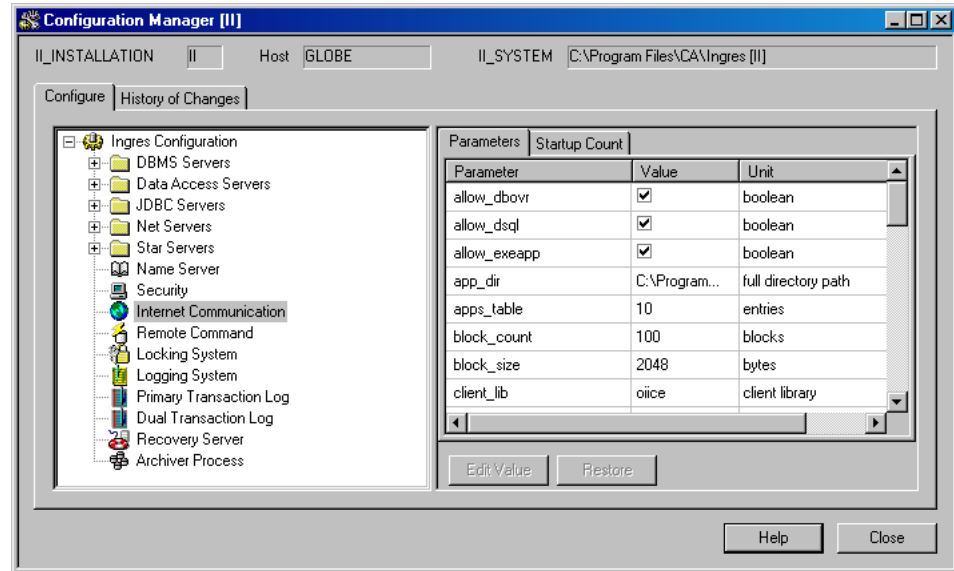 Configuration Manager [II]
II_INSTALLATION II Host GLOBE II_SYSTEM C:\Program Files\CA\Ingres [II]
Configure History of Changes
Ingres Configuration
DBMS Servers
Data Access Servers
JDBC Servers
Net Servers
Star Servers
Name Server
Security
Internet Communication
Remote Command
Locking System
Logging System
Primary Transaction Log
Dual Transaction Log
Recovery Server
Archiver Process
Parameters Startup Count
Parameter Value Unit
allow_dbovr boolean
allow_dsql boolean
allow_exeapp boolean
app_dir C:\Program... full directory path
apps_table 10 entries
block_count 100 blocks
block_size 2048 bytes
client_lib oiice client library
Edit Value Restore
Help Close